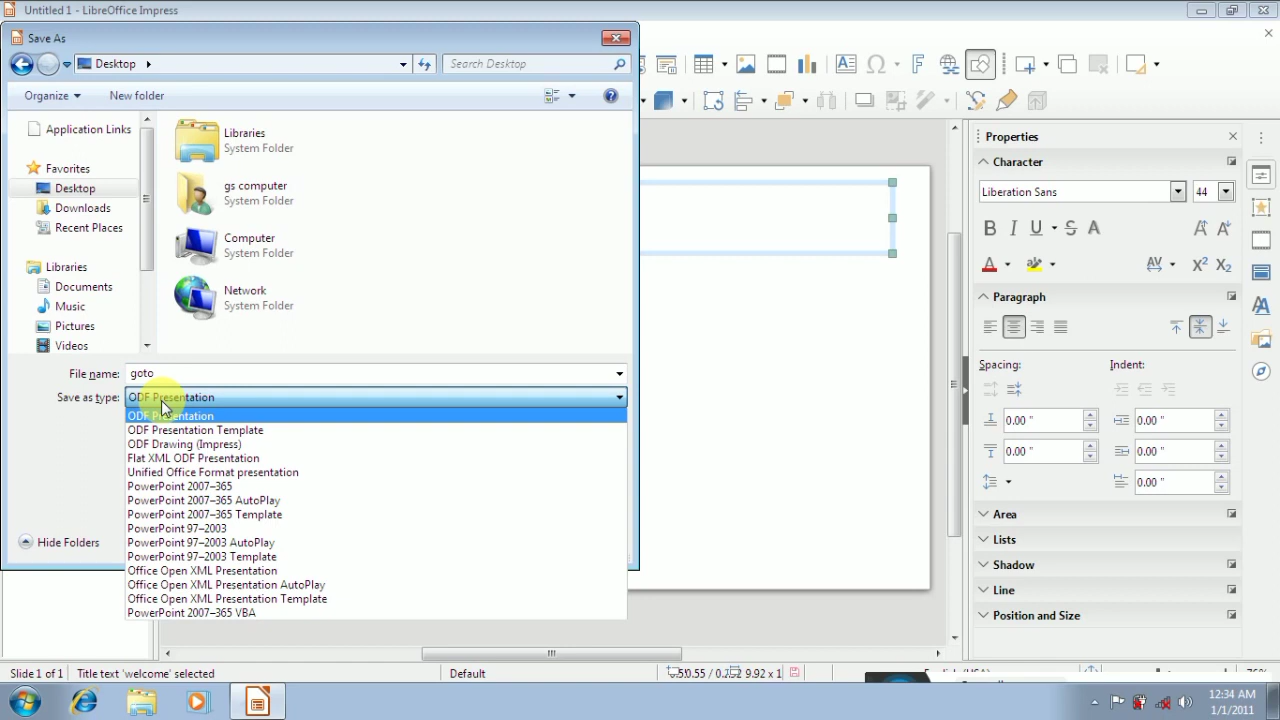 Untitled 1 - LibreOffice Impress
Save As
Desktop
Search Desktop
Organize
New folder
Application Links
Favorites
Desktop
Downloads
Recent Places
Libraries
Documents
Music
Pictures
Videos
Libraries
System Folder
gs computer
System Folder
Computer
System Folder
Network
System Folder
File name: goto
Save as type: ODF Presentation
ODF Presentation
ODF Presentation Template
ODF Drawing (Impress)
Flat XML ODF Presentation
Unified Office Format presentation
PowerPoint 2007–365
PowerPoint 2007–365 AutoPlay
PowerPoint 2007–365 Template
PowerPoint 97–2003
PowerPoint 97–2003 AutoPlay
PowerPoint 97–2003 Template
Office Open XML Presentation
Office Open XML Presentation AutoPlay
Office Open XML Presentation Template
PowerPoint 2007–365 VBA
Hide Folders
Properties
Character
Liberation Sans 44
Paragraph
Spacing: Indent:
0.00 " 0.00 "
0.00 " 0.00 "
0.00 "
Area
Lists
Shadow
Line
Position and Size
Slide 1 of 1 Title text 'welcome' selected Default
12:34 AM
1/1/2011